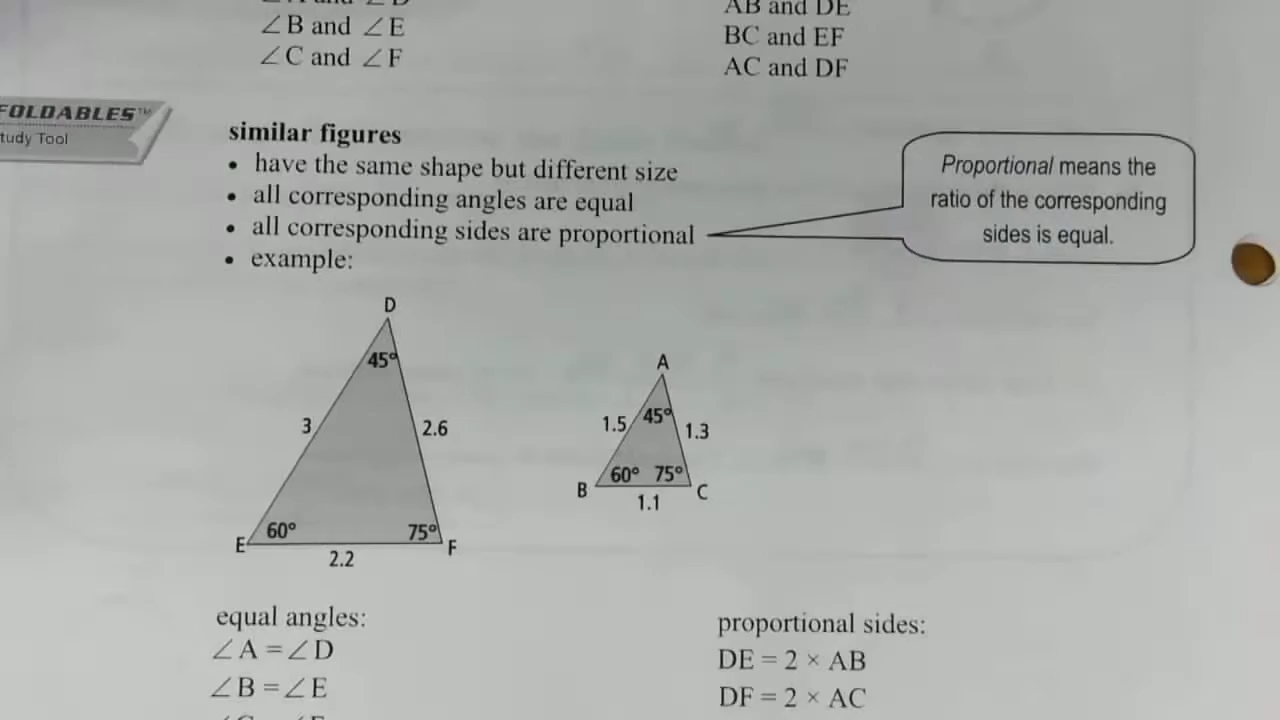 AB and DE
∠B and ∠E
BC and EF
∠C and ∠F
AC and DF
FOLDABLES™
tudy Tool
similar figures
• have the same shape but different size
• all corresponding angles are equal
• all corresponding sides are proportional
• example:
Proportional means the
ratio of the corresponding
sides is equal.
D
45°
3
2.6
60°
75°
E
F
2.2
A
45°
1.5
1.3
60° 75°
B
C
1.1
equal angles:
∠A = ∠D
∠B = ∠E
proportional sides:
DE = 2 × AB
DF = 2 × AC